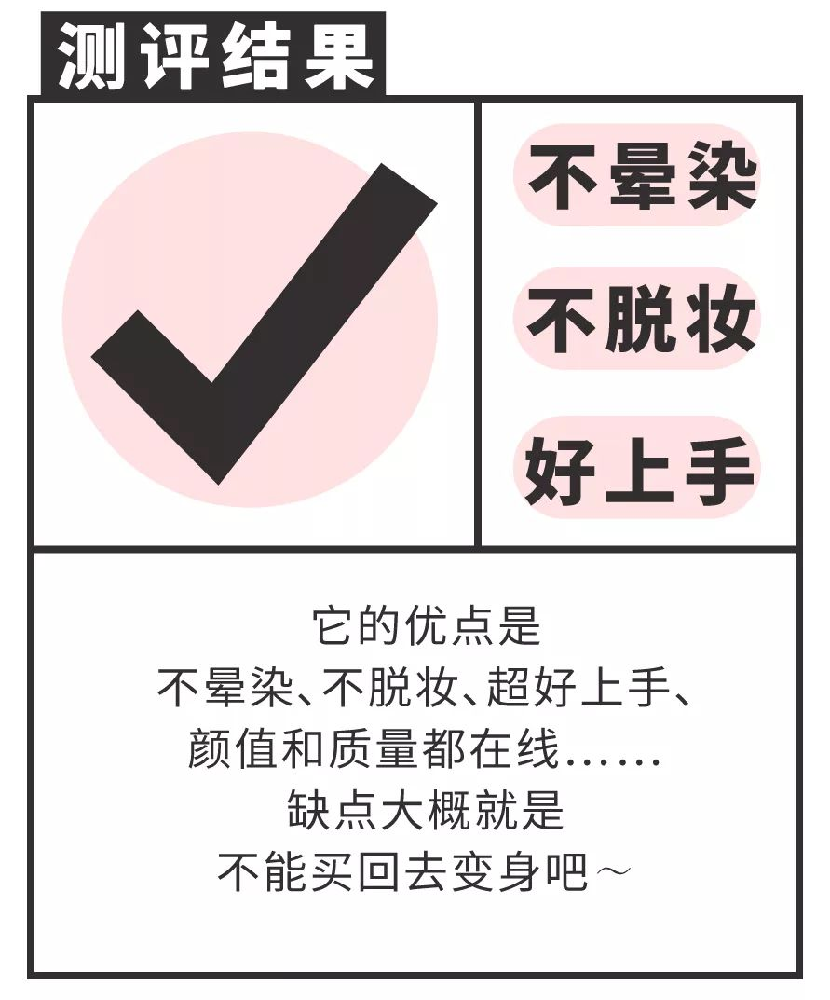 测评结果
不晕染
不脱妆
好上手
它的优点是
不晕染、不脱妆、超好上手、
颜值和质量都在线……
缺点大概就是
不能买回去变身吧～